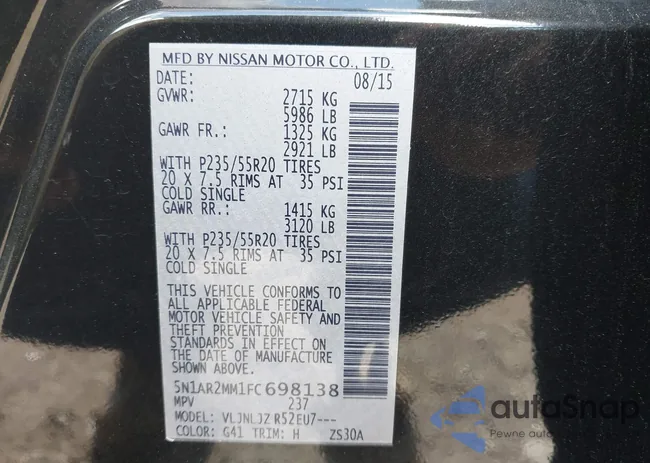 MFD BY NISSAN MOTOR CO., LTD.
DATE: 08/15
GVWR: 2715 KG
5986 LB
GAWR FR.: 1325 KG
2921 LB
WITH P235/55R20 TIRES
20 X 7.5 RIMS AT 35 PSI
COLD SINGLE
GAWR RR.: 1415 KG
3120 LB
WITH P235/55R20 TIRES
20 X 7.5 RIMS AT 35 PSI
COLD SINGLE
THIS VEHICLE CONFORMS TO
ALL APPLICABLE FEDERAL
MOTOR VEHICLE SAFETY AND
THEFT PREVENTION
STANDARDS IN EFFECT ON
THE DATE OF MANUFACTURE
SHOWN ABOVE.
5N1AR2MM1FC698138
MPV 237
MODEL: VLJNLJZ R52EU7---
COLOR: G41 TRIM: H ZS30A
autoSnap
Pewne auto